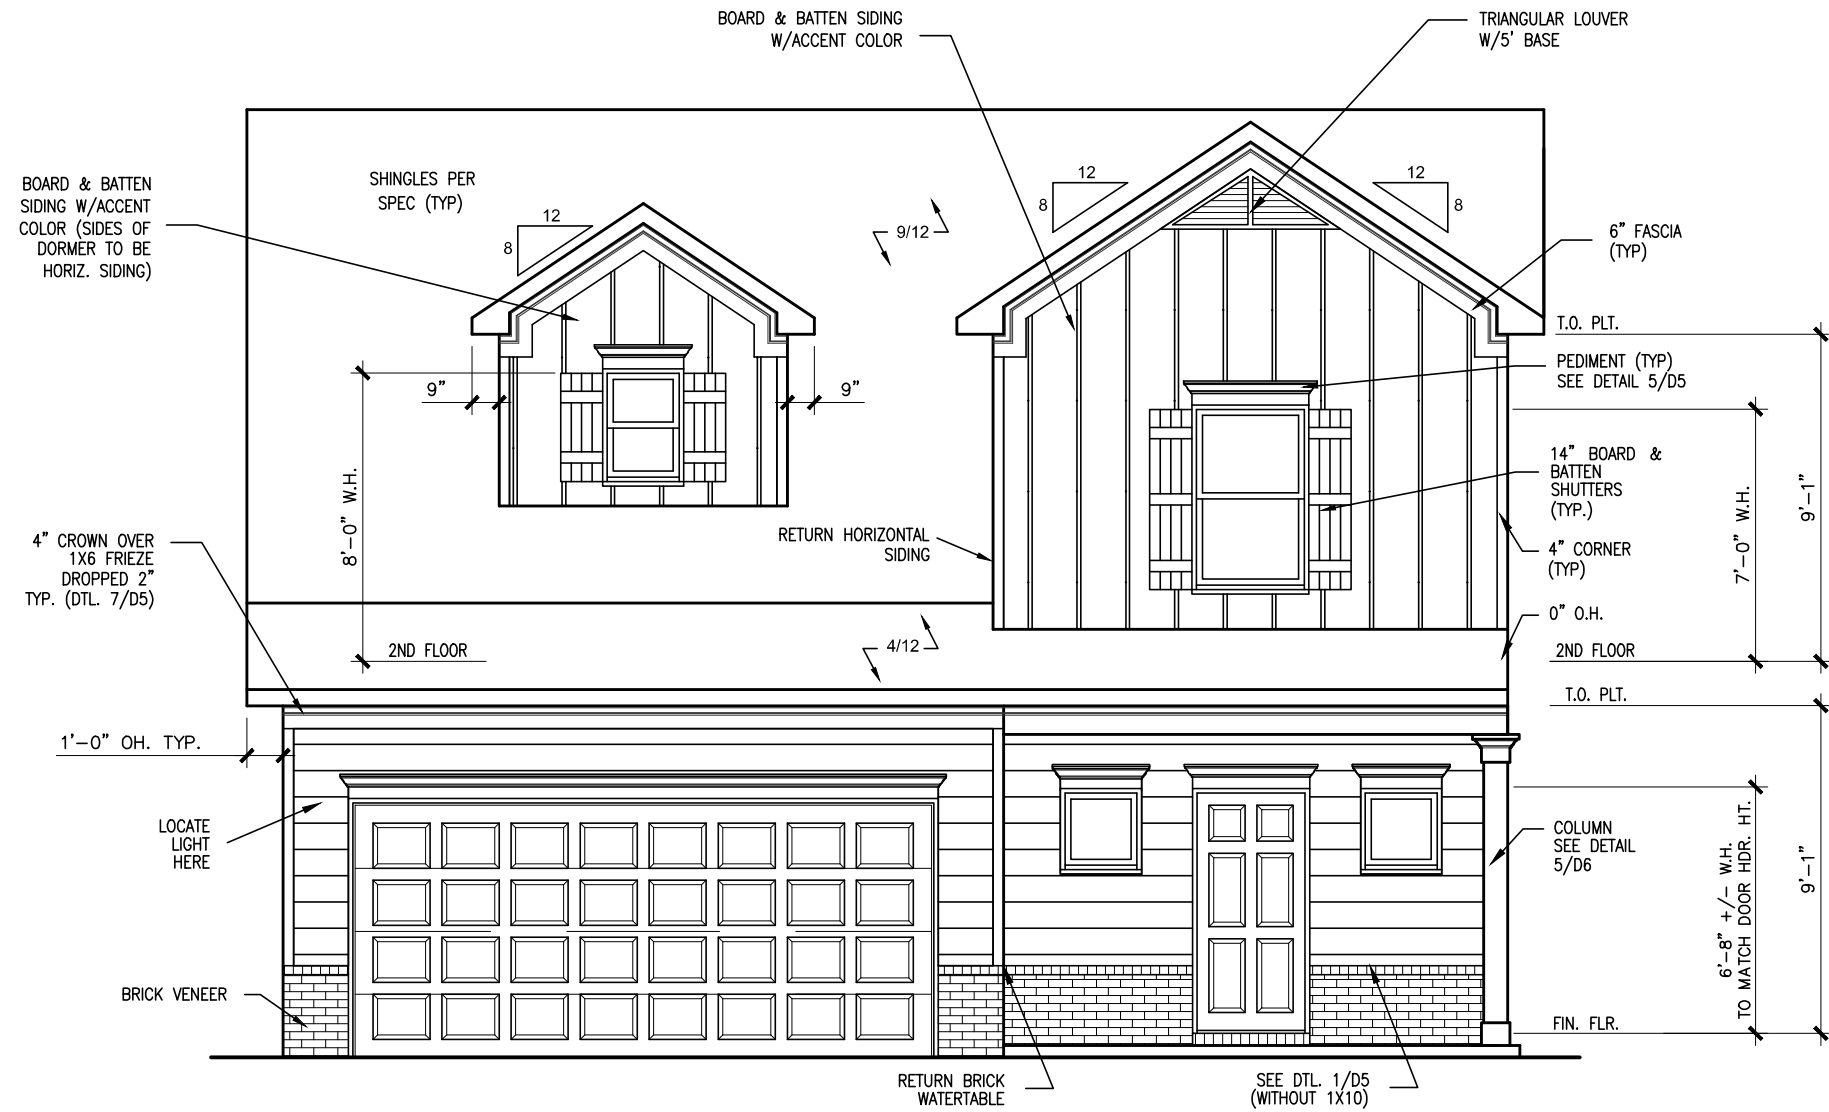 BOARD & BATTEN SIDING
W/ACCENT COLOR
TRIANGULAR LOUVER
W/5' BASE
BOARD & BATTEN
SIDING W/ACCENT
COLOR (SIDES OF
DORMER TO BE
HORIZ. SIDING)
SHINGLES PER
SPEC (TYP)
12
8
9/12
12
8
12
8
6" FASCIA
(TYP)
T.O. PLT.
PEDIMENT (TYP)
SEE DETAIL 5/D5
9"
9"
8'-0" W.H.
14" BOARD &
BATTEN
SHUTTERS
(TYP.)
7'-0" W.H.
9'-1"
RETURN HORIZONTAL
SIDING
4" CORNER
(TYP)
4" CROWN OVER
1X6 FRIEZE
DROPPED 2"
TYP. (DTL. 7/D5)
0" O.H.
2ND FLOOR
4/12
2ND FLOOR
T.O. PLT.
1'-0" OH. TYP.
LOCATE
LIGHT
HERE
COLUMN
SEE DETAIL
5/D6
6'-8" +/- W.H.
TO MATCH DOOR HDR. HT.
9'-1"
BRICK VENEER
FIN. FLR.
RETURN BRICK
WATERTABLE
SEE DTL. 1/D5
(WITHOUT 1X10)